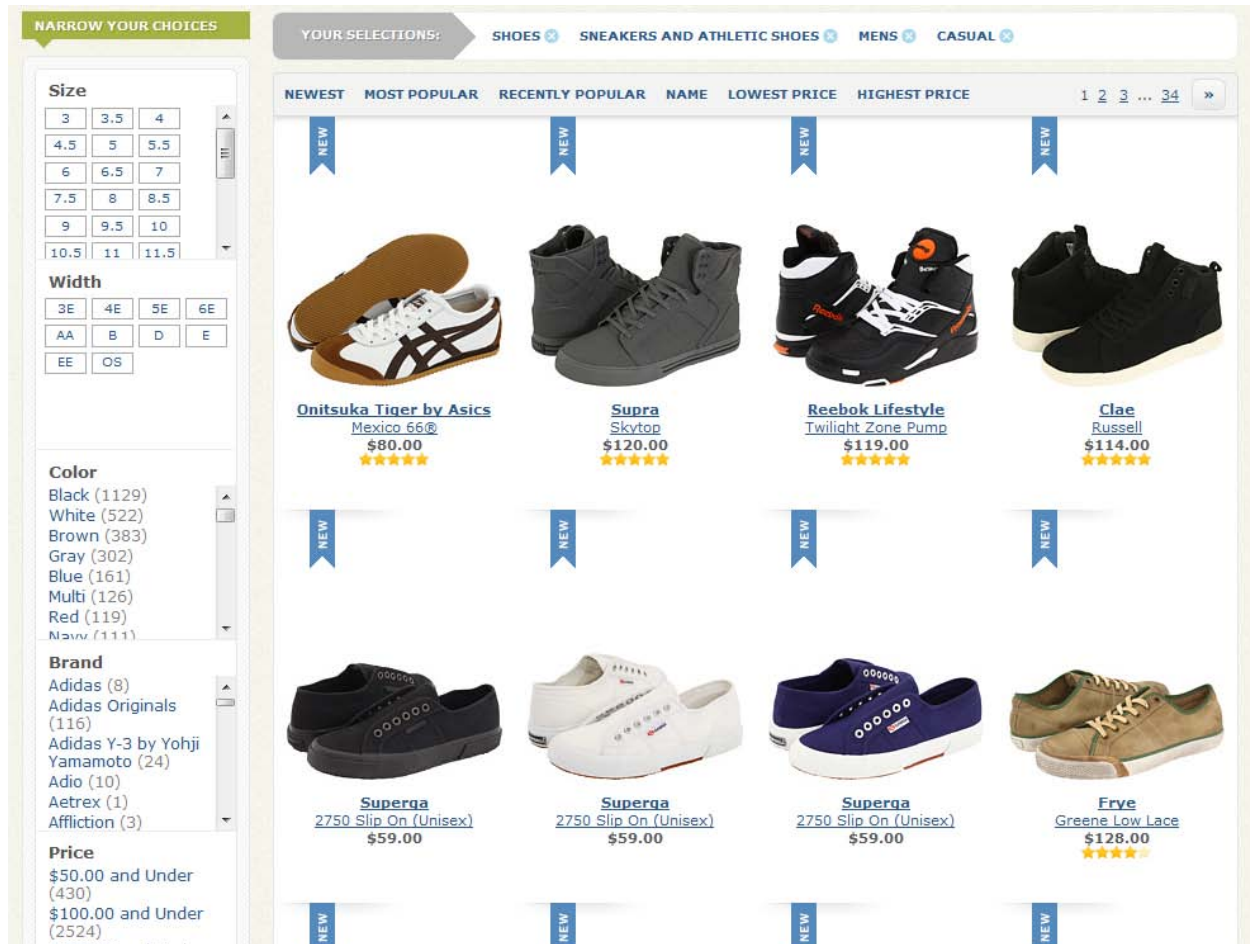 NARROW YOUR CHOICES
YOUR SELECTIONS: SHOES SNEAKERS AND ATHLETIC SHOES MENS CASUAL
Size
3 3.5 4
4.5 5 5.5
6 6.5 7
7.5 8 8.5
9 9.5 10
10.5 11 11.5
Width
3E 4E 5E 6E
AA B D E
EE OS
Color
Black (1129)
White (522)
Brown (383)
Gray (302)
Blue (161)
Multi (126)
Red (119)
Navy (111)
Brand
Adidas (8)
Adidas Originals
(116)
Adidas Y-3 by Yohji
Yamamoto (24)
Adio (10)
Aetrex (1)
Affliction (3)
Price
$50.00 and Under
(430)
$100.00 and Under
(2524)
NEWEST MOST POPULAR RECENTLY POPULAR NAME LOWEST PRICE HIGHEST PRICE 1 2 3 ... 34 »
NEW NEW NEW NEW
Onitsuka Tiger by Asics
Mexico 66®
$80.00
Supra
Skytop
$120.00
Reebok Lifestyle
Twilight Zone Pump
$119.00
Clae
Russell
$114.00
NEW NEW NEW NEW
Superga
2750 Slip On (Unisex)
$59.00
Superga
2750 Slip On (Unisex)
$59.00
Superga
2750 Slip On (Unisex)
$59.00
Frye
Greene Low Lace
$128.00
NEW NEW NEW NEW